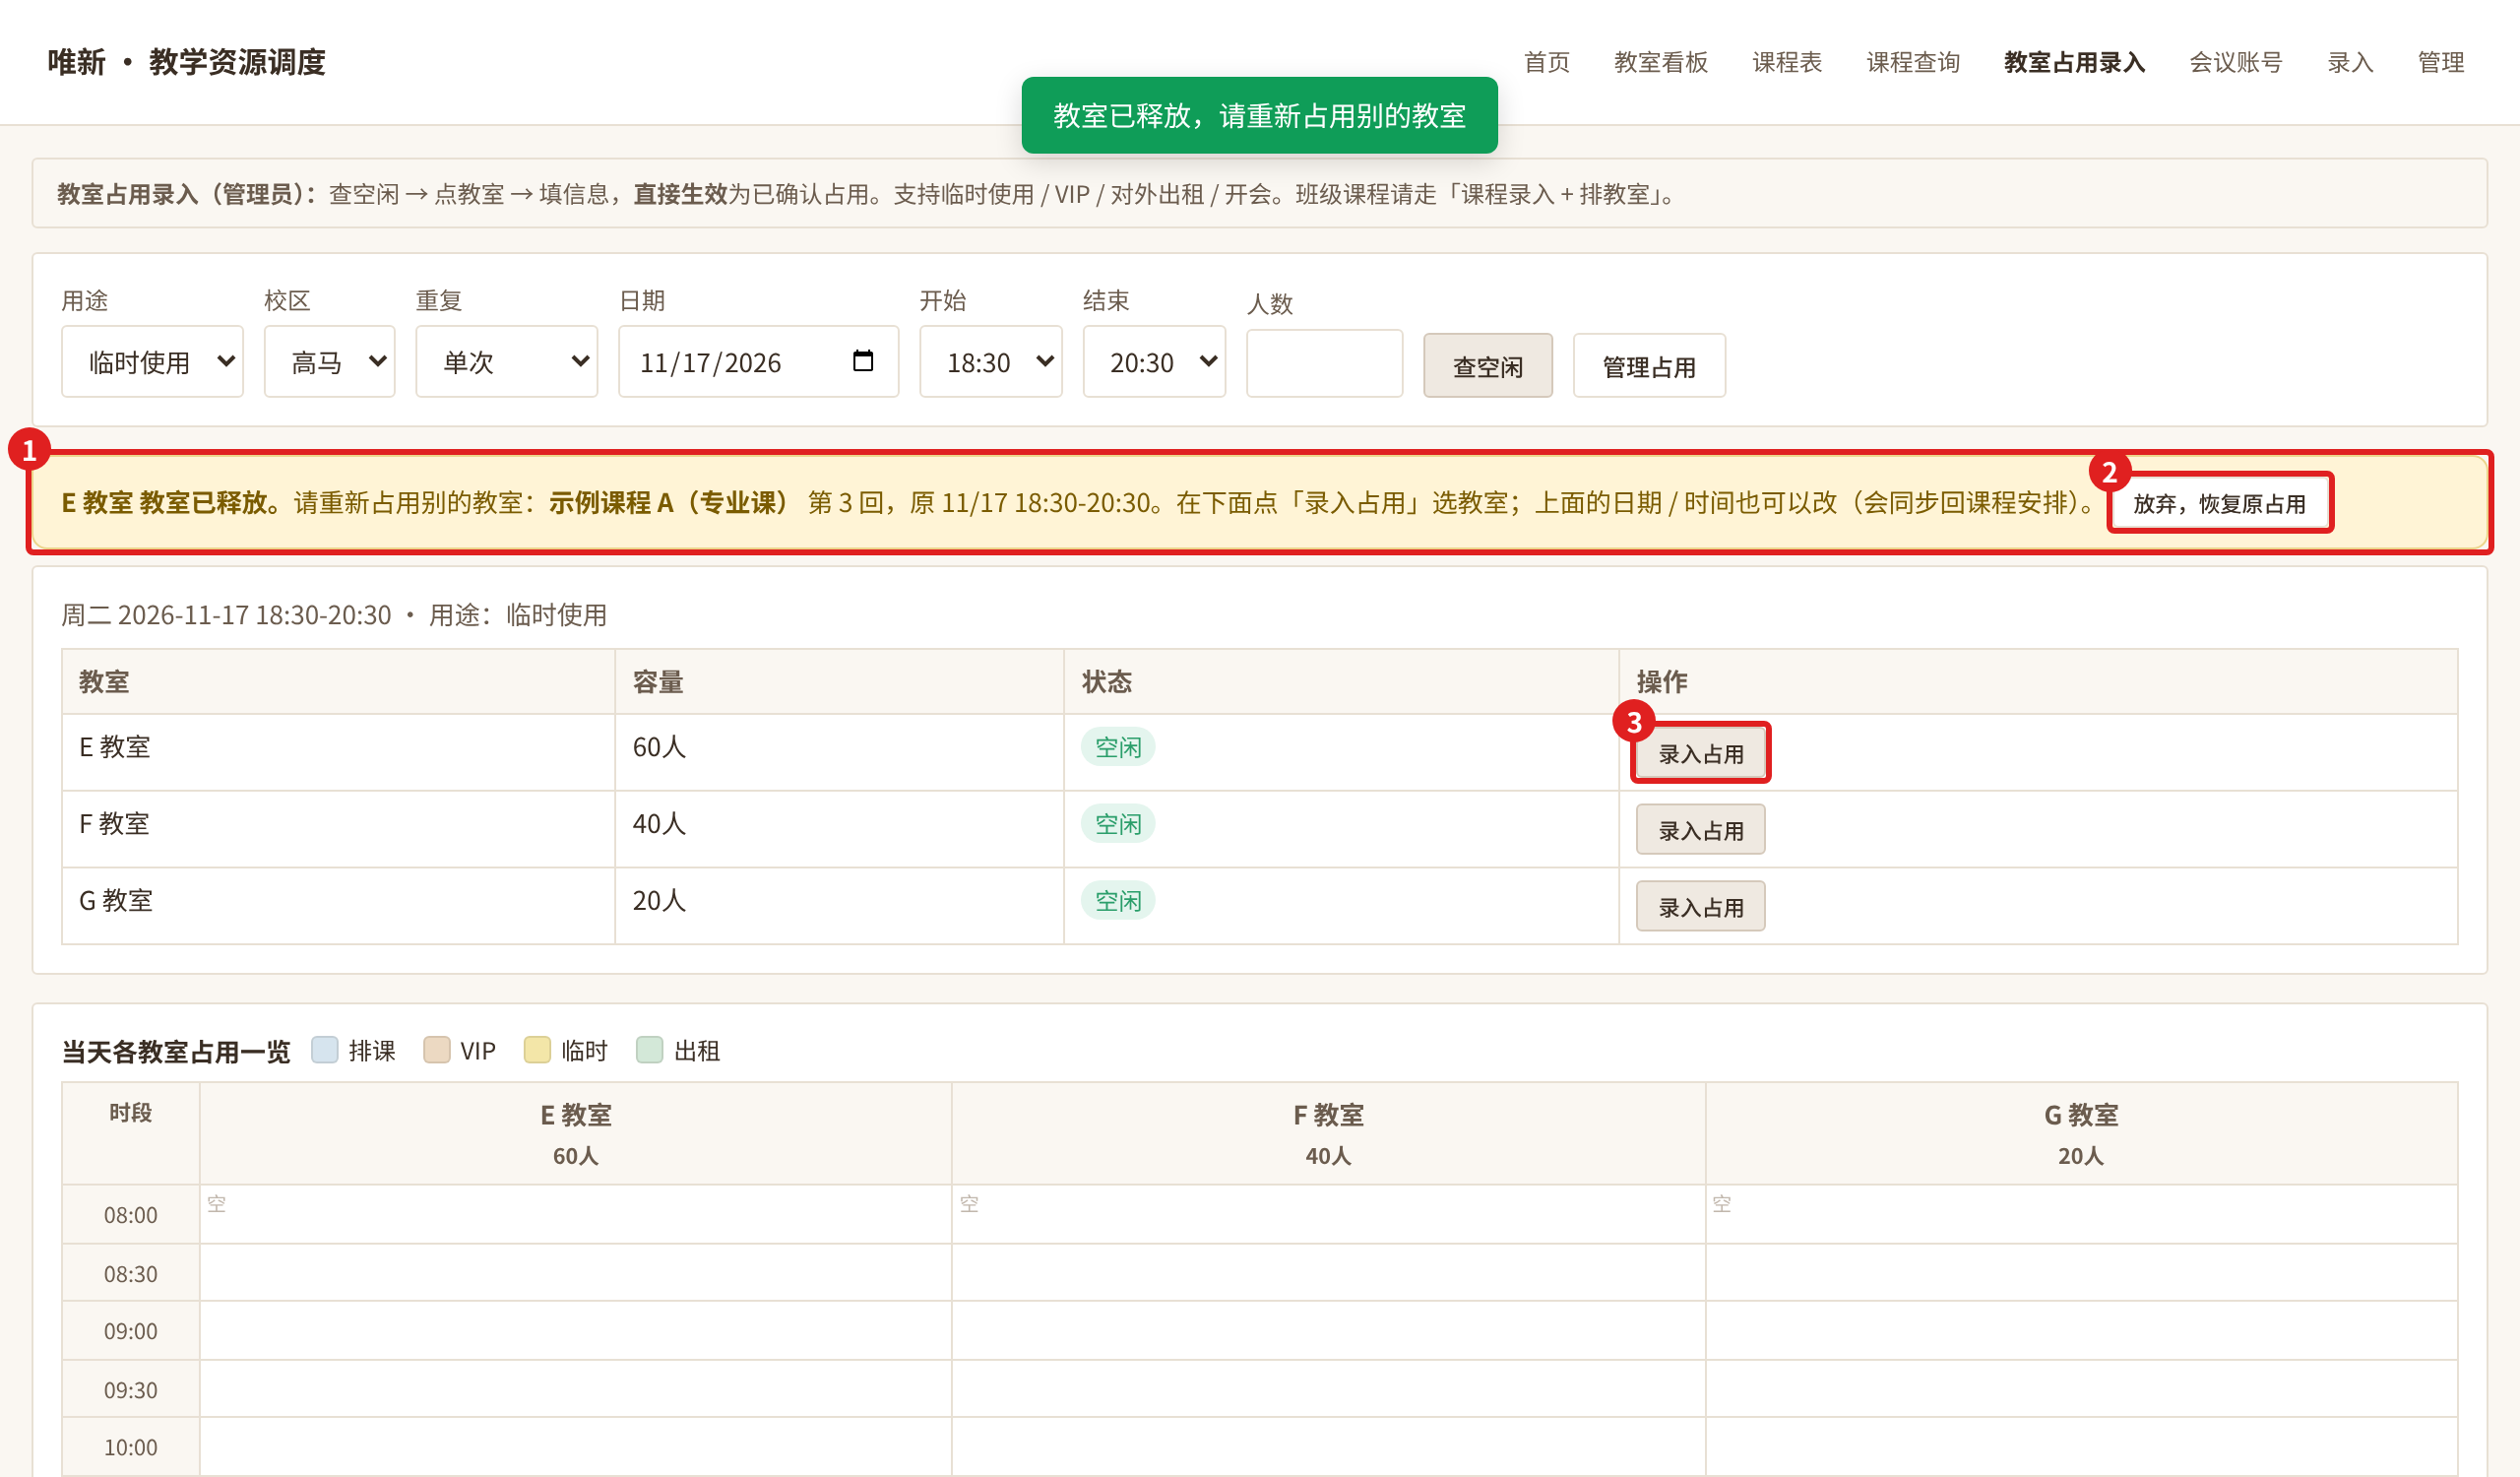 唯新 · 教学资源调度
首页 教室看板 课程表 课程查询 教室占用录入 会议账号 录入 管理
教室已释放，请重新占用别的教室
教室占用录入（管理员）：查空闲 → 点教室 → 填信息，直接生效为已确认占用。支持临时使用 / VIP / 对外出租 / 开会。班级课程请走「课程录入 + 排教室」。
用途 校区 重复 日期 开始 结束 人数
临时使用 高马 单次 11/17/2026 18:30 20:30 查空闲 管理占用
1
E 教室 教室已释放。请重新占用别的教室：示例课程 A（专业课） 第 3 回，原 11/17 18:30-20:30。在下面点「录入占用」选教室；上面的日期 / 时间也可以改（会同步回课程安排）。 2 放弃，恢复原占用
周二 2026-11-17 18:30-20:30 · 用途：临时使用
教室 容量 状态 操作
E 教室 60人 空闲 3 录入占用
F 教室 40人 空闲 录入占用
G 教室 20人 空闲 录入占用
当天各教室占用一览 排课 VIP 临时 出租
时段 E 教室 F 教室 G 教室
60人 40人 20人
08:00 空 空 空
08:30
09:00
09:30
10:00